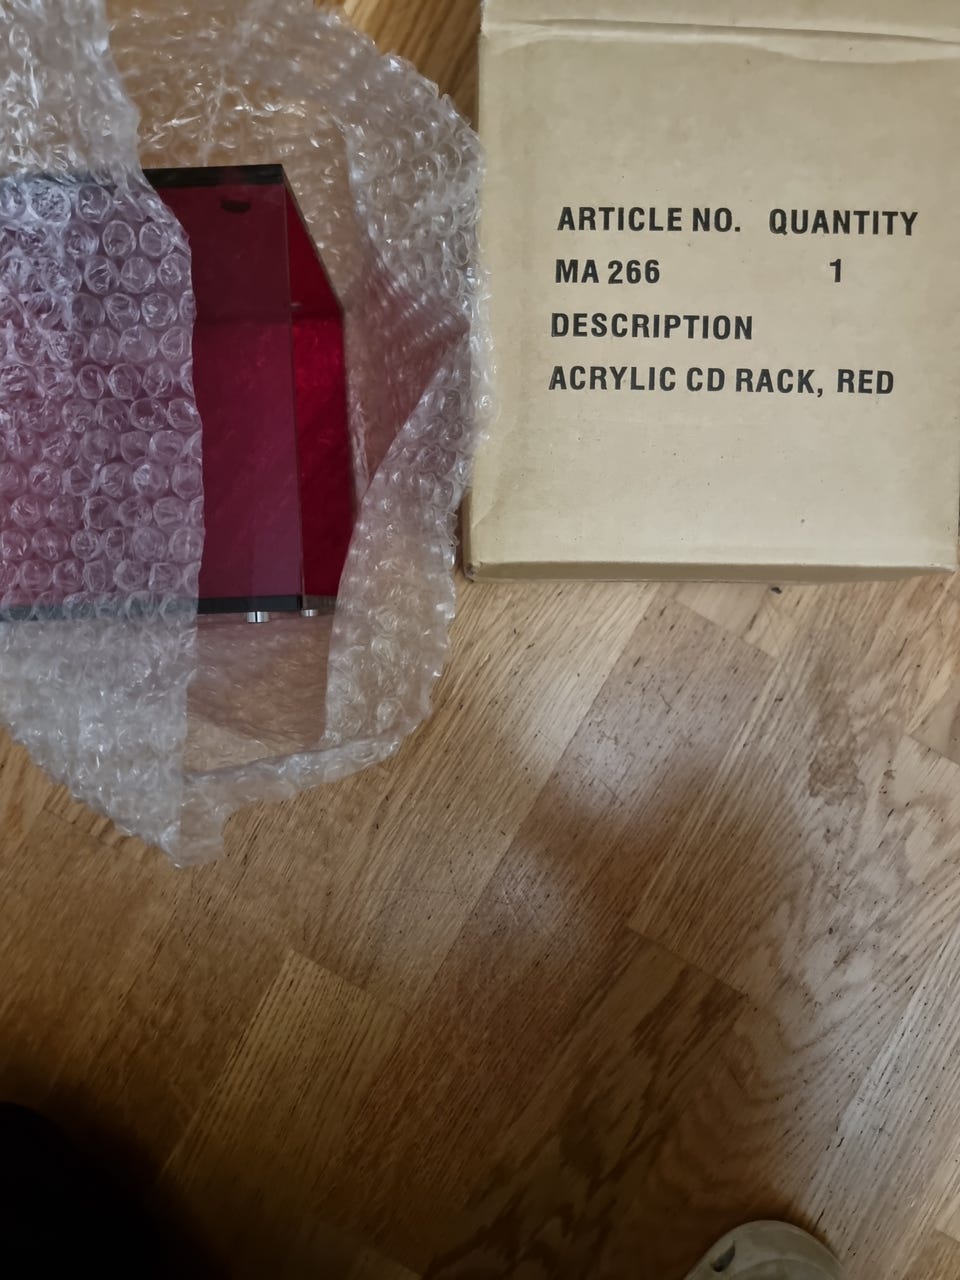 ARTICLE NO. QUANTITY
MA 266 1
DESCRIPTION
ACRYLIC CD RACK, RED